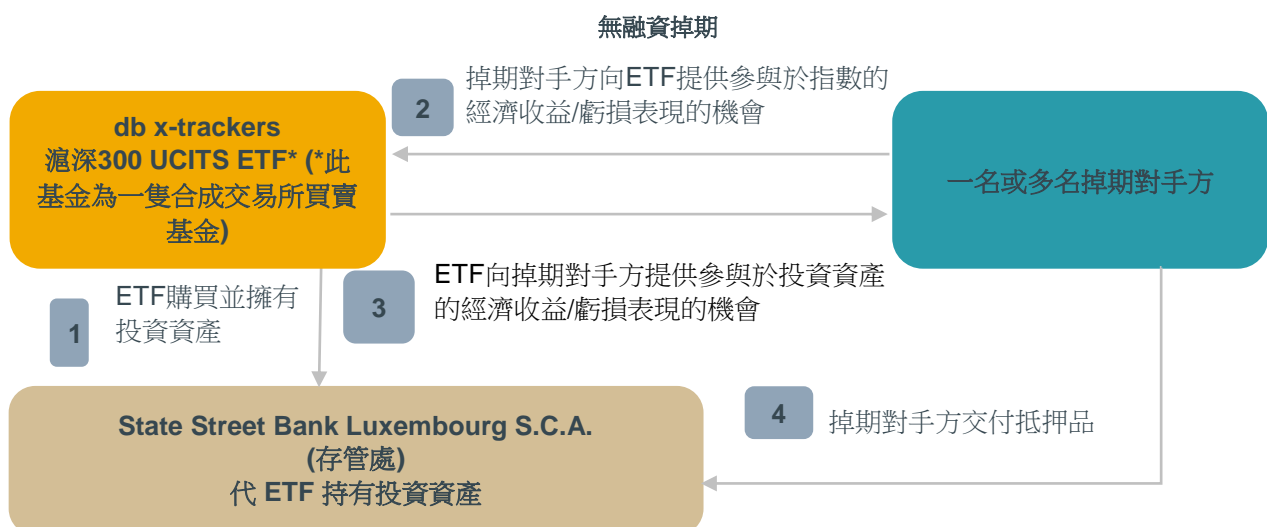 無融資掉期
2
掉期對手方向ETF提供參與於指數的
經濟收益/虧損表現的機會
db x-trackers
滬深300 UCITS ETF* (*此
基金為一隻合成交易所買賣
基金)
一名或多名掉期對手方
3
ETF向掉期對手方提供參與於投資資產
的經濟收益/虧損表現的機會
1
ETF購買並擁有
投資資產
4
掉期對手方交付抵押品
State Street Bank Luxembourg S.C.A.
(存管處)
代 ETF 持有投資資產